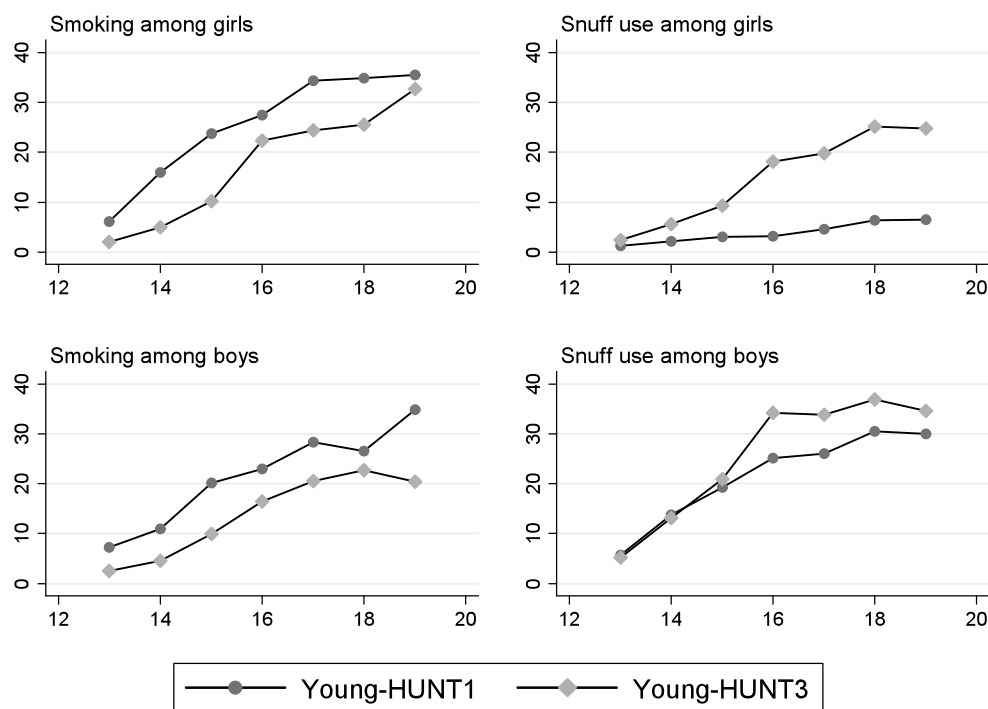 Smoking among girls
40
30
20
10
0
12 14 16 18 20
Snuff use among girls
40
30
20
10
0
12 14 16 18 20
Smoking among boys
40
30
20
10
0
12 14 16 18 20
Snuff use among boys
40
30
20
10
0
12 14 16 18 20
Young-HUNT1 Young-HUNT3